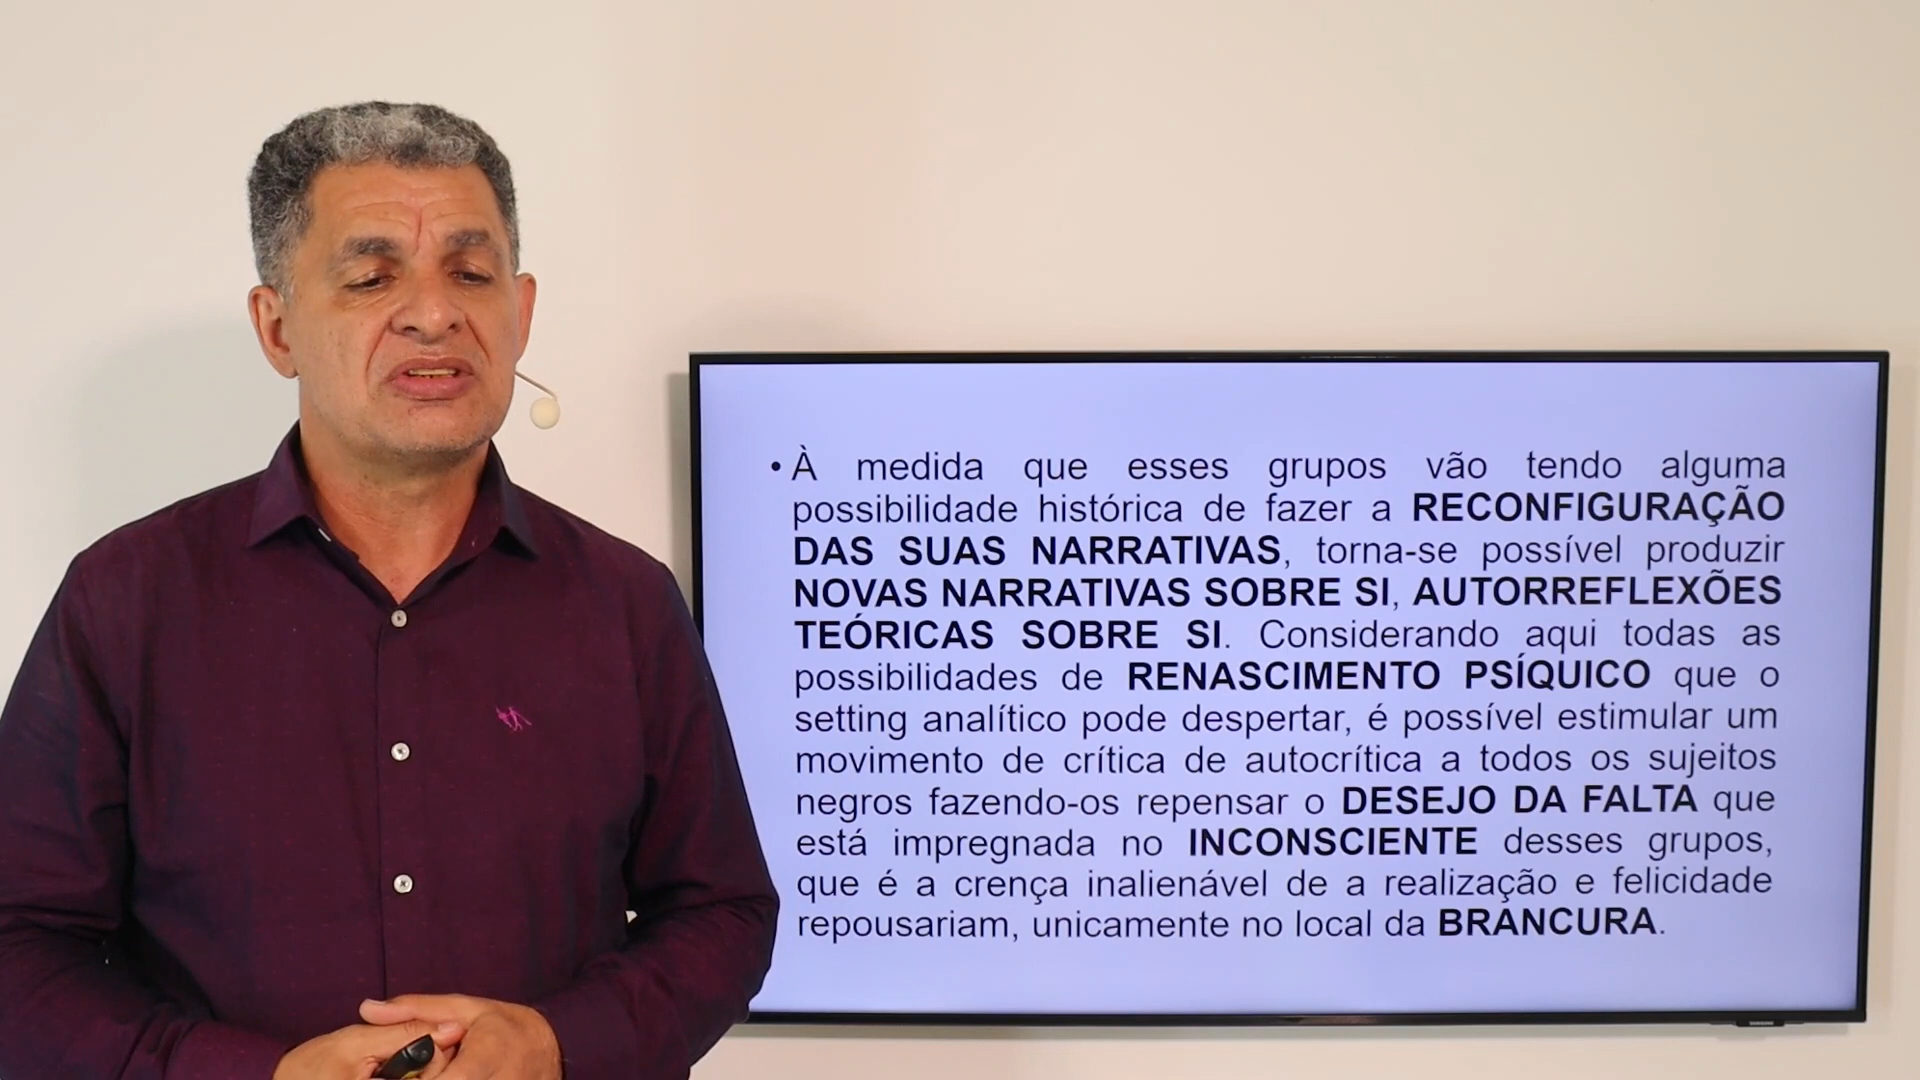 • À medida que esses grupos vão tendo alguma
possibilidade histórica de fazer a RECONFIGURAÇÃO
DAS SUAS NARRATIVAS, torna-se possível produzir
NOVAS NARRATIVAS SOBRE SI, AUTORREFLEXÕES
TEÓRICAS SOBRE SI. Considerando aqui todas as
possibilidades de RENASCIMENTO PSÍQUICO que o
setting analítico pode despertar, é possível estimular um
movimento de crítica de autocrítica a todos os sujeitos
negros fazendo-os repensar o DESEJO DA FALTA que
está impregnada no INCONSCIENTE desses grupos,
que é a crença inalienável de a realização e felicidade
repousariam, unicamente no local da BRANCURA.